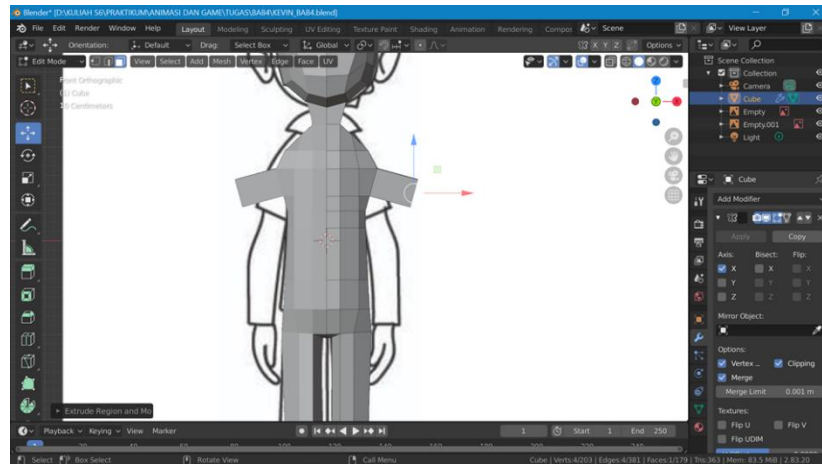 Blender* [D:\KULIAH S6\PRAKTIKUM\ANIMASI DAN GAME\TUGAS\BAB4\KEVIN_BAB4.blend]
File Edit Render Window Help Layout Modeling Sculpting UV Editing Texture Paint Shading Animation Rendering Compos Scene View Layer
Orientation: Default Drag: Select Box Global X Y Z Options
Edit Mode View Select Add Mesh Vertex Edge Face UV
Front Orthographic
(1) Cube
10 Centimeters
Scene Collection
Collection
Camera
Cube
Empty
Empty.001
Light
Cube
Add Modifier
Apply Copy
Axis: Bisect: Flip:
X X X
Y Y Y
Z Z Z
Mirror Object:
Options:
Vertex .. Clipping
Merge
Merge Limit 0.001 m
Textures:
Flip U Flip V
Flip UDIM
Extrude Region and Mo
Playback Keying View Marker 1 Start 1 End 250
Select Box Select Rotate View Call Menu Cube | Verts:4/203 | Edges:4/381 | Faces:1/179 | Tris:363 | Mem: 83.5 MiB | 2.83.20